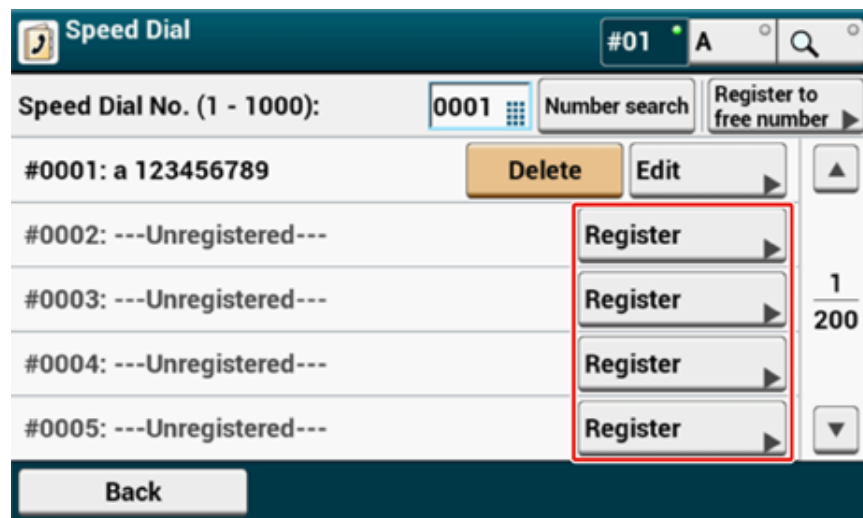 Speed Dial
#01
A
Speed Dial No. (1 - 1000):
0001
Number search
Register to
free number
#0001: a 123456789
Delete
Edit
#0002: ---Unregistered---
Register
#0003: ---Unregistered---
Register
1
200
#0004: ---Unregistered---
Register
#0005: ---Unregistered---
Register
Back